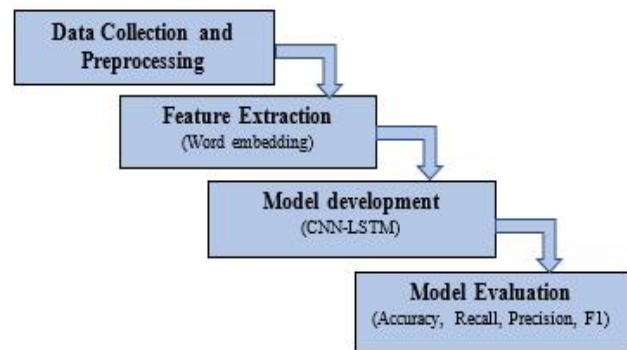 Data Collection and
Preprocessing
Feature Extraction
(Word embedding)
Model development
(CNN-LSTM)
Model Evaluation
(Accuracy, Recall, Precision, F1)